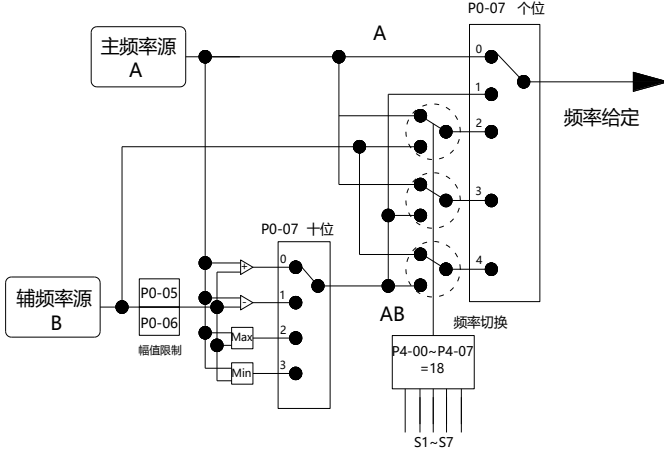 P0-07 个位
A
主频率源
A
0
1
2
3
4
频率给定
P0-07 十位
0
1
2
3
+
-
Max
Min
辅频率源
B
P0-05
P0-06
幅值限制
AB
频率切换
P4-00~P4-07
=18
S1~S7